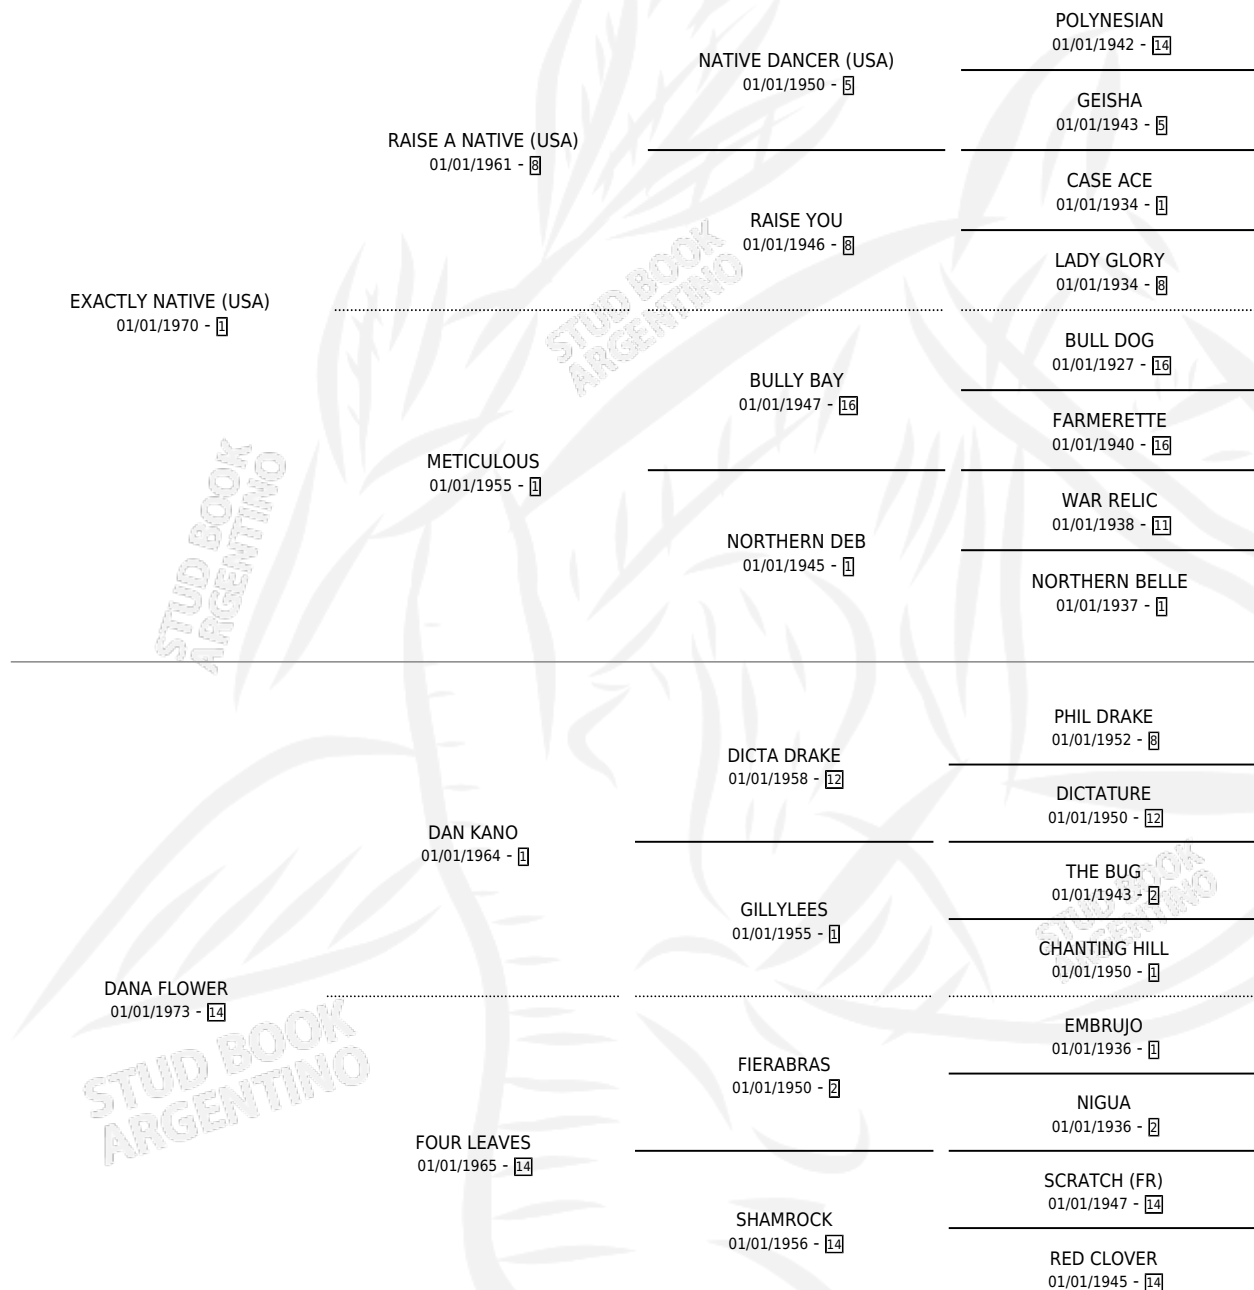 POLYNESIAN
01/01/1942 - 14
NATIVE DANCER (USA)
01/01/1950 - 5
GEISHA
01/01/1943 - 5
RAISE A NATIVE (USA)
01/01/1961 - 8
CASE ACE
01/01/1934 - 1
RAISE YOU
01/01/1946 - 8
LADY GLORY
01/01/1934 - 8
EXACTLY NATIVE (USA)
01/01/1970 - 1
STUD BOOK
ARGENTINO
BULL DOG
01/01/1927 - 16
BULLY BAY
01/01/1947 - 16
FARMERETTE
01/01/1940 - 16
METICULOUS
01/01/1955 - 1
WAR RELIC
01/01/1938 - 11
NORTHERN DEB
01/01/1945 - 1
NORTHERN BELLE
01/01/1937 - 1
STUD BOOK
ARGENTINO
PHIL DRAKE
01/01/1952 - 8
DICTA DRAKE
01/01/1958 - 12
DICTATURE
01/01/1950 - 12
DAN KANO
01/01/1964 - 1
THE BUG
01/01/1943 - 2
GILLYLEES
01/01/1955 - 1
CHANTING HILL
01/01/1950 - 1
STUD BOOK
ARGENTINO
DANA FLOWER
01/01/1973 - 14
EMBRUJO
01/01/1936 - 1
FIERABRAS
01/01/1950 - 2
NIGUA
01/01/1936 - 2
STUD BOOK
ARGENTINO
FOUR LEAVES
01/01/1965 - 14
SCRATCH (FR)
01/01/1947 - 14
SHAMROCK
01/01/1956 - 14
RED CLOVER
01/01/1945 - 14